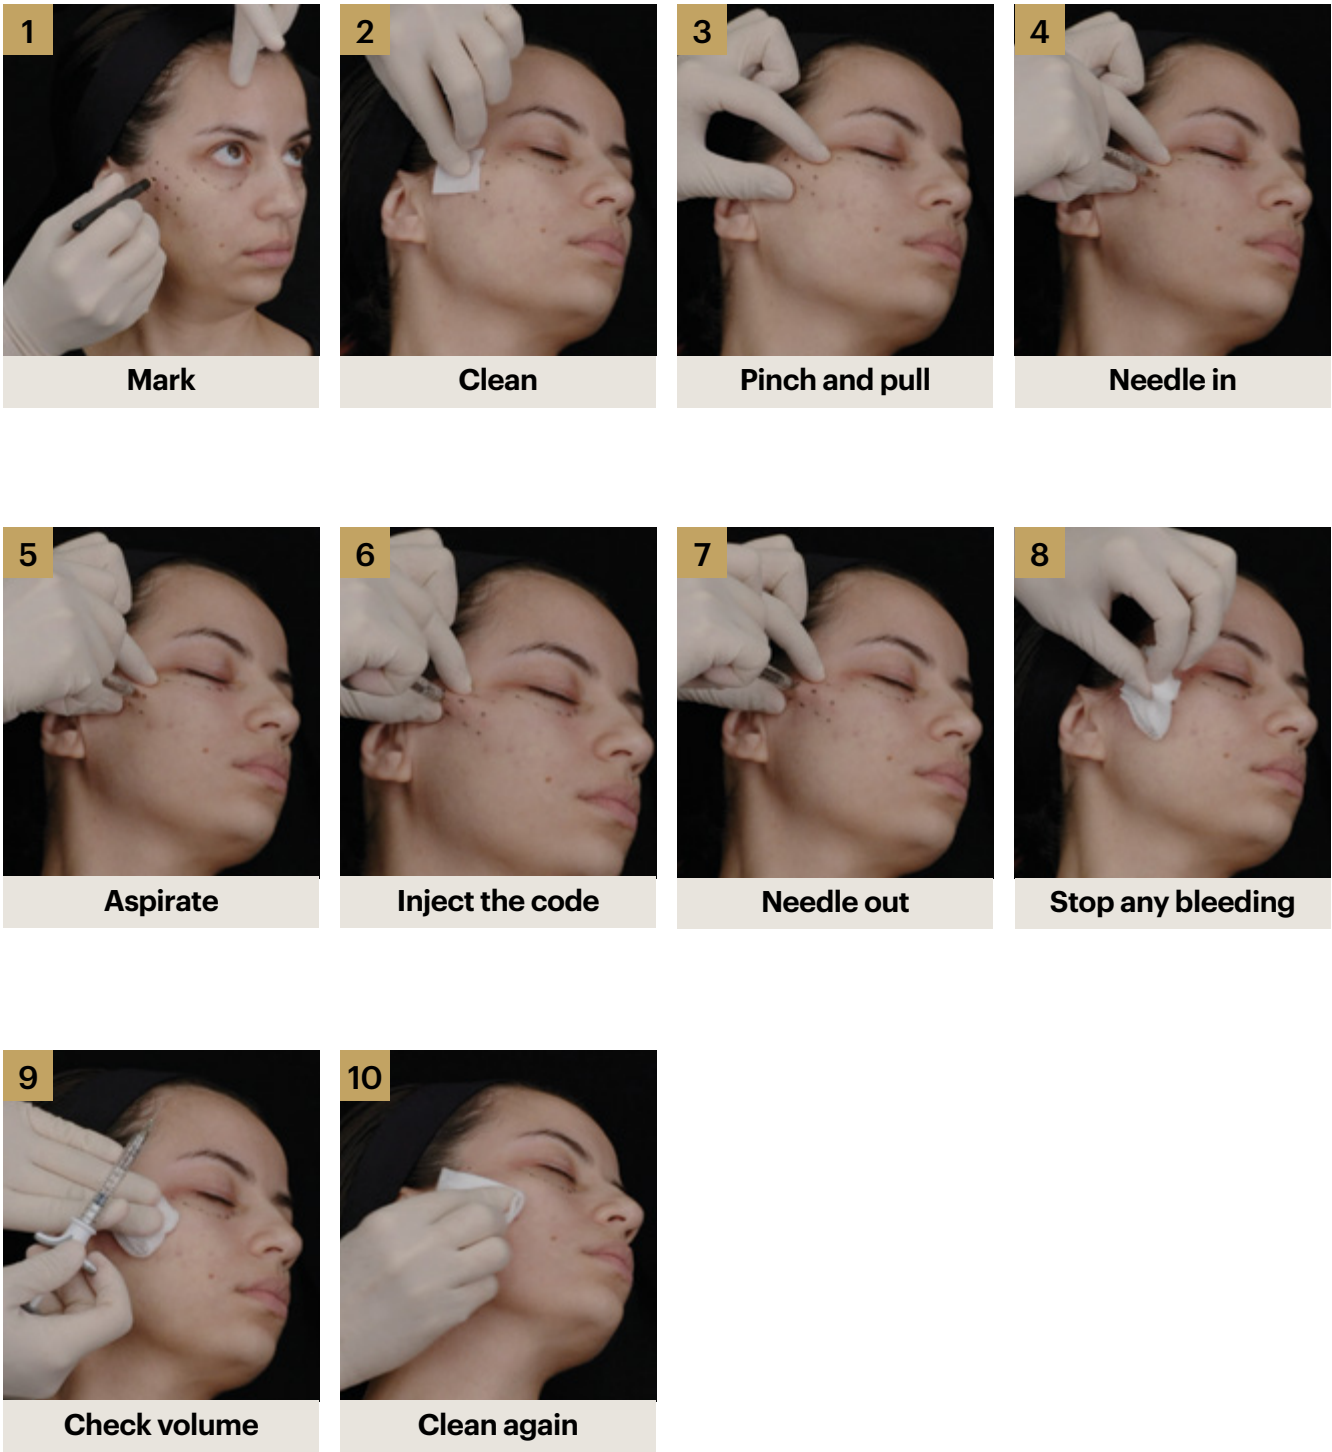 1
Mark
2
Clean
3
Pinch and pull
4
Needle in
5
Aspirate
6
Inject the code
7
Needle out
8
Stop any bleeding
9
Check volume
10
Clean again